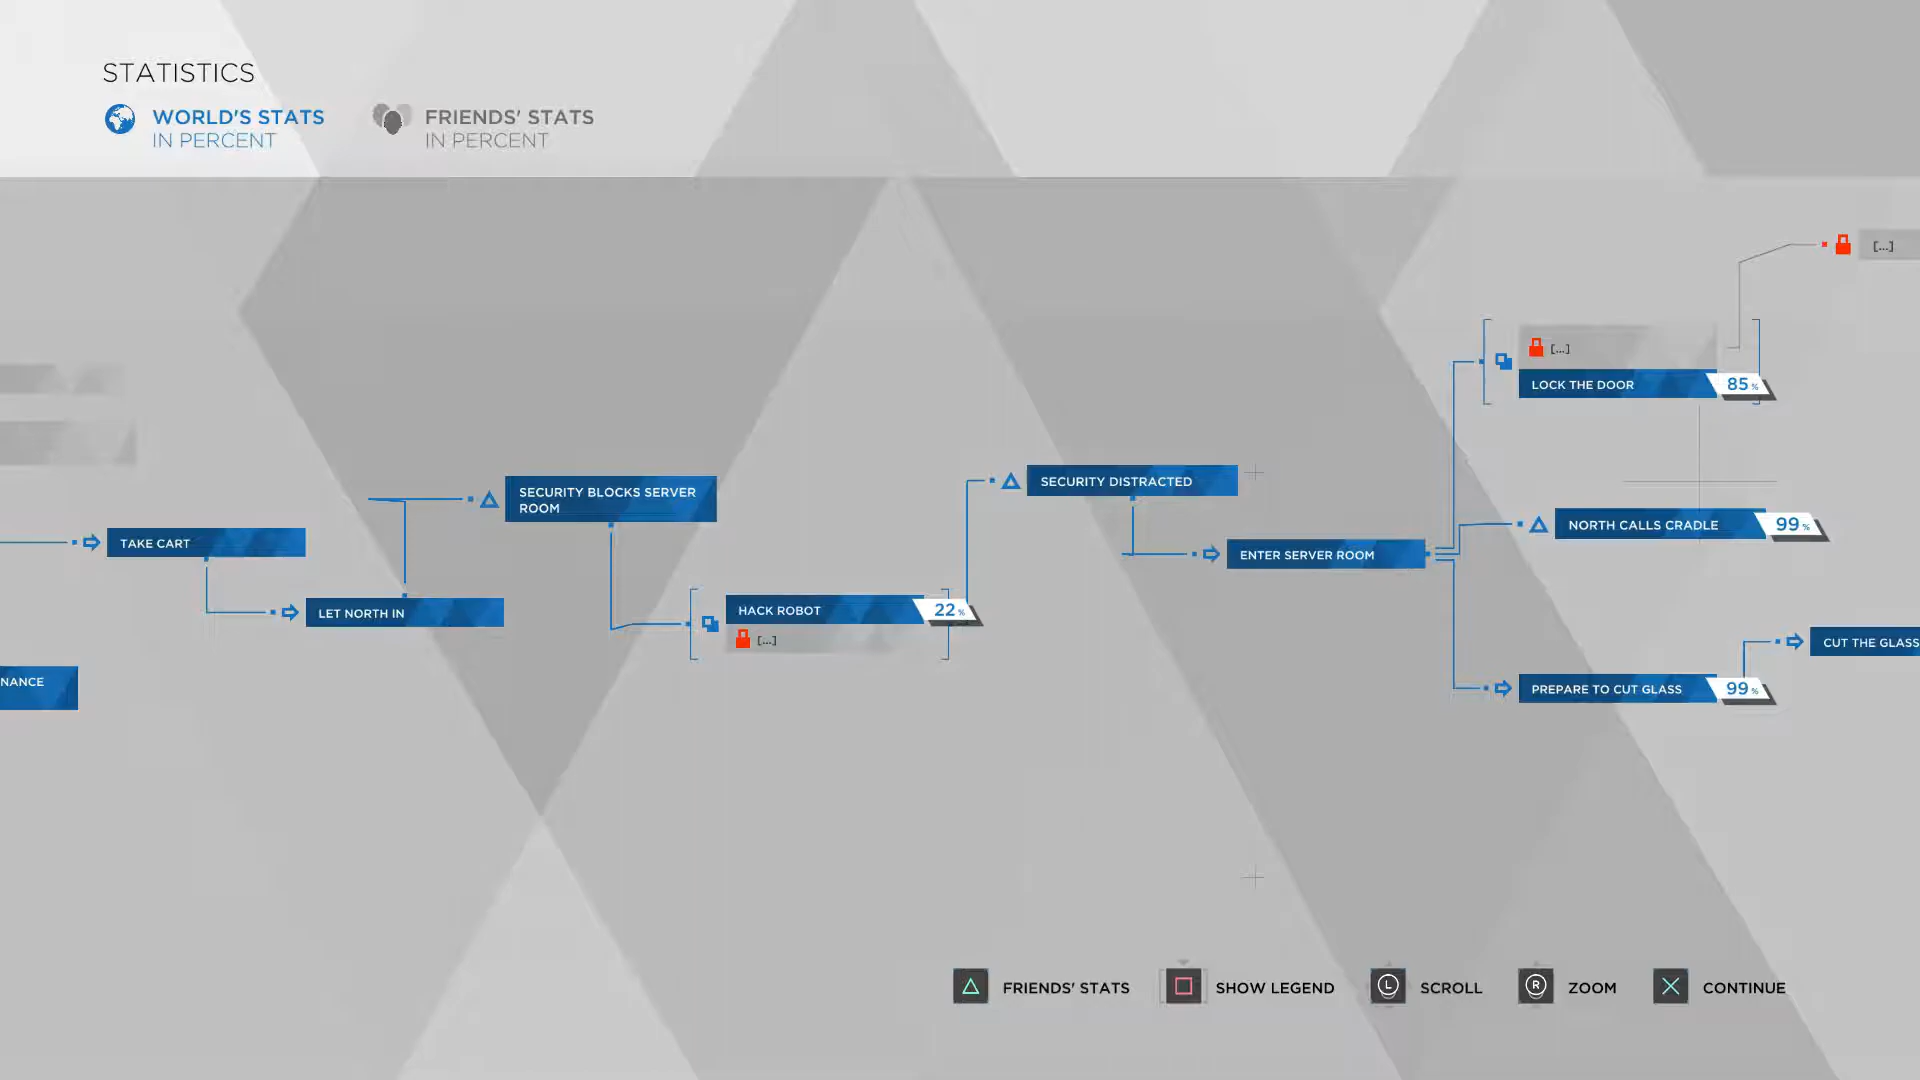 STATISTICS
WORLD'S STATS
IN PERCENT
FRIENDS' STATS
IN PERCENT
[...]
[...]
LOCK THE DOOR
85%
SECURITY DISTRACTED
SECURITY BLOCKS SERVER
ROOM
NORTH CALLS CRADLE
99%
TAKE CART
ENTER SERVER ROOM
LET NORTH IN
HACK ROBOT
22%
[...]
CUT THE GLASS
NANCE
PREPARE TO CUT GLASS
99%
FRIENDS' STATS
SHOW LEGEND
L
SCROLL
R
ZOOM
CONTINUE